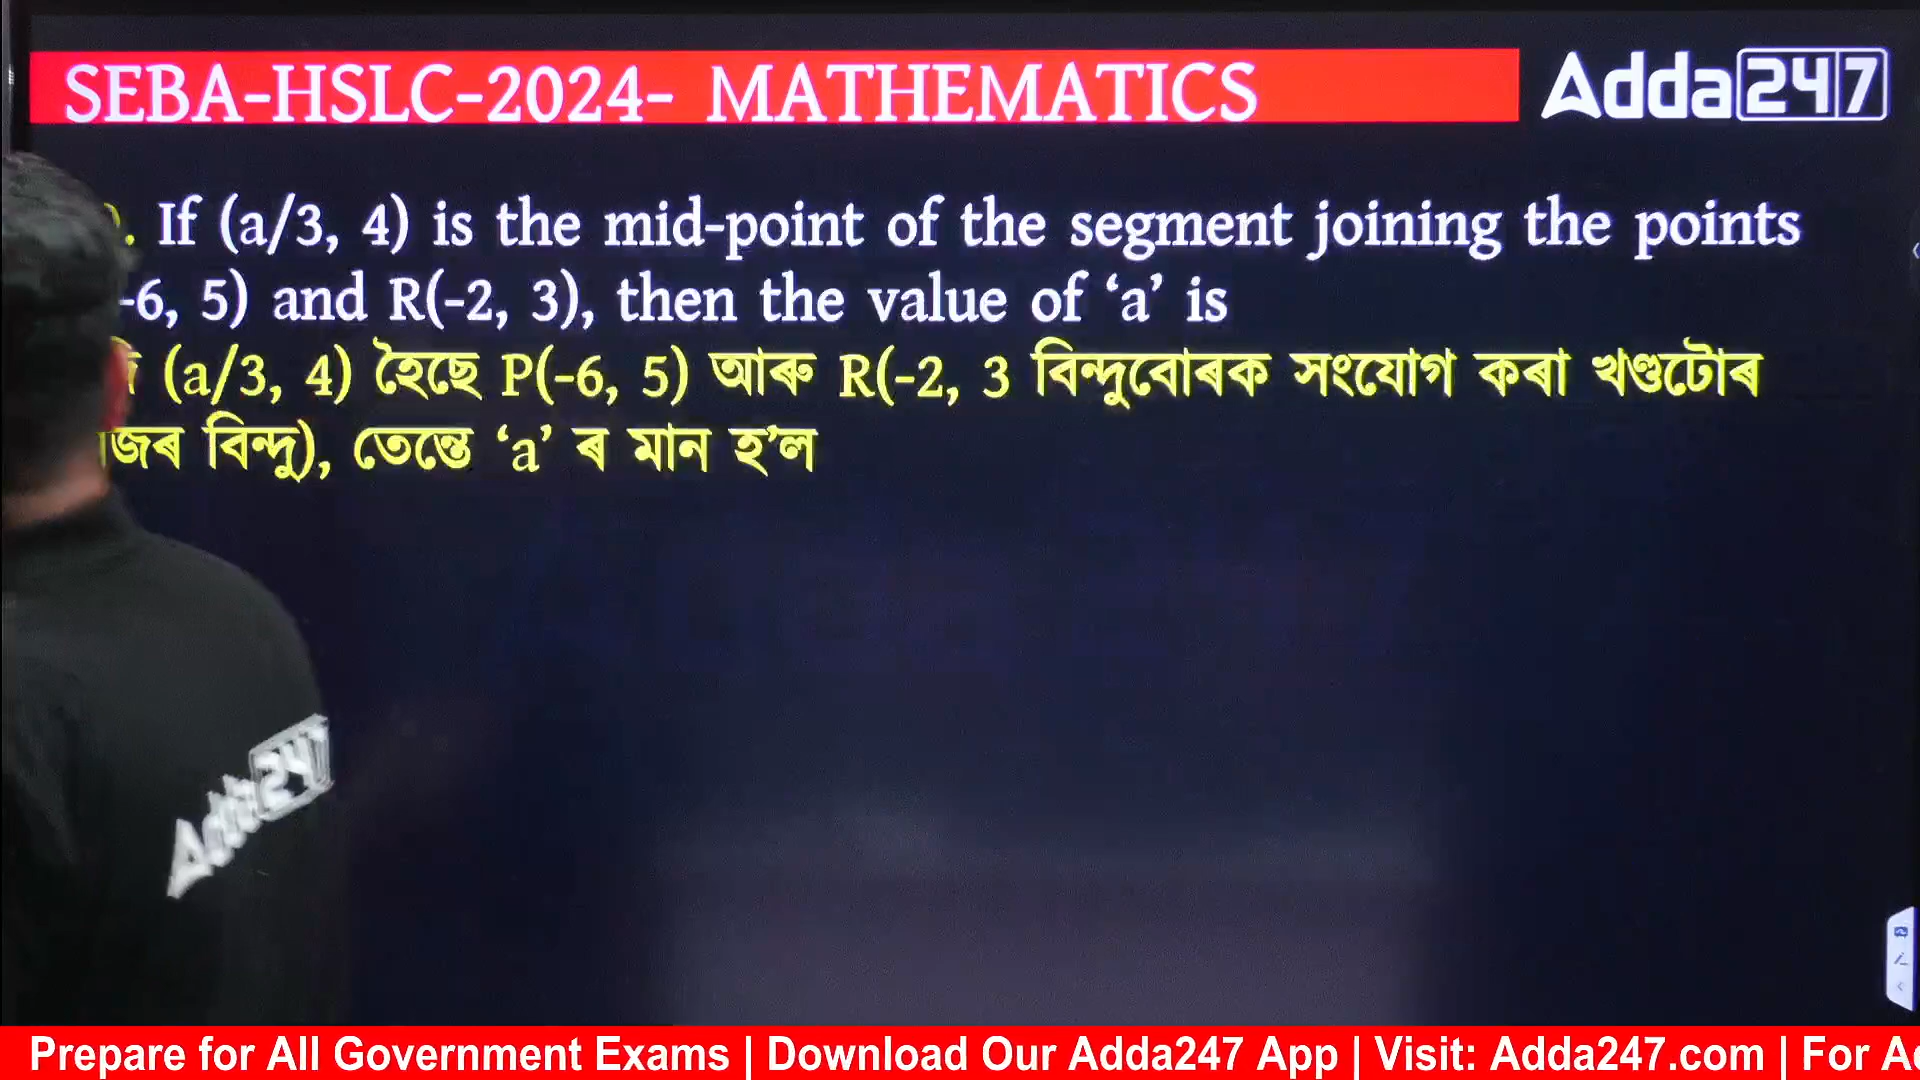 SEBA-HSLC-2024- MATHEMATICS
Adda247
. If (a/3, 4) is the mid-point of the segment joining the points
-6, 5) and R(-2, 3), then the value of ‘a’ is
(a/3, 4) হৈছে P(-6, 5) আৰু R(-2, 3 বিন্দুবোৰক সংযোগ কৰা খণ্ডটোৰ
বিন্দু), তেন্তে ‘a’ ৰ মান হ’ল
Adda247
Prepare for All Government Exams | Download Our Adda247 App | Visit: Adda247.com | For